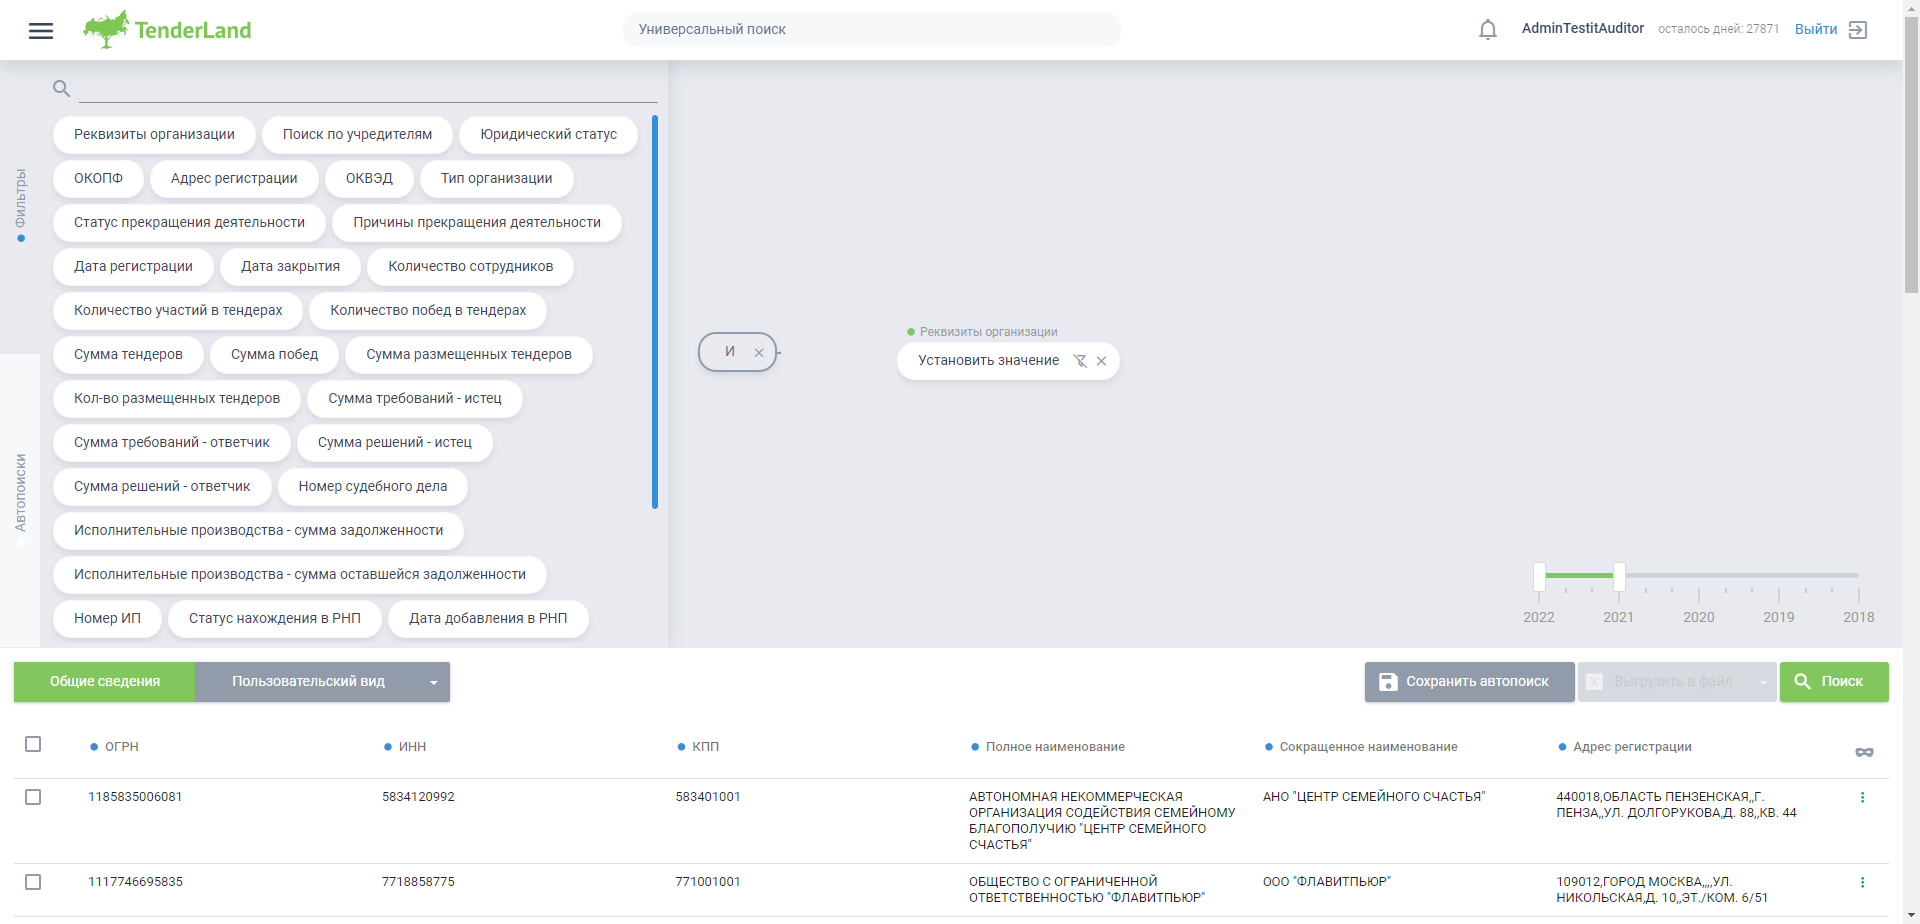 TenderLand
Универсальный поиск
AdminTestitAuditor
осталось дней: 27871
Выйти
Фильтры
Автопоиски
Реквизиты организации
Поиск по учредителям
Юридический статус
ОКОПФ
Адрес регистрации
ОКВЭД
Тип организации
Статус прекращения деятельности
Причины прекращения деятельности
Дата регистрации
Дата закрытия
Количество сотрудников
Количество участий в тендерах
Количество побед в тендерах
Сумма тендеров
Сумма побед
Сумма размещенных тендеров
Кол-во размещенных тендеров
Сумма требований - истец
Сумма требований - ответчик
Сумма решений - истец
Сумма решений - ответчик
Номер судебного дела
Исполнительные производства - сумма задолженности
Исполнительные производства - сумма оставшейся задолженности
Номер ИП
Статус нахождения в РНП
Дата добавления в РНП
И
Реквизиты организации
Установить значение
2022
2021
2020
2019
2018
Общие сведения
Пользовательский вид
Сохранить автопоиск
Выгрузить в файл
Поиск
ОГРН
ИНН
КПП
Полное наименование
Сокращенное наименование
Адрес регистрации
1185835006081
5834120992
583401001
АВТОНОМНАЯ НЕКОММЕРЧЕСКАЯ
ОРГАНИЗАЦИЯ СОДЕЙСТВИЯ СЕМЕЙНОМУ
БЛАГОПОЛУЧИЮ "ЦЕНТР СЕМЕЙНОГО
СЧАСТЬЯ"
АНО "ЦЕНТР СЕМЕЙНОГО СЧАСТЬЯ"
440018,ОБЛАСТЬ ПЕНЗЕНСКАЯ,,Г.
ПЕНЗА,,УЛ. ДОЛГОРУКОВА,Д. 88,,КВ. 44
1117746695835
7718858775
771001001
ОБЩЕСТВО С ОГРАНИЧЕННОЙ
ОТВЕТСТВЕННОСТЬЮ "ФЛАВИТПЬЮР"
ООО "ФЛАВИТПЬЮР"
109012,ГОРОД МОСКВА,,,,УЛ.
НИКОЛЬСКАЯ,Д. 10,,ЭТ./КОМ. 6/51